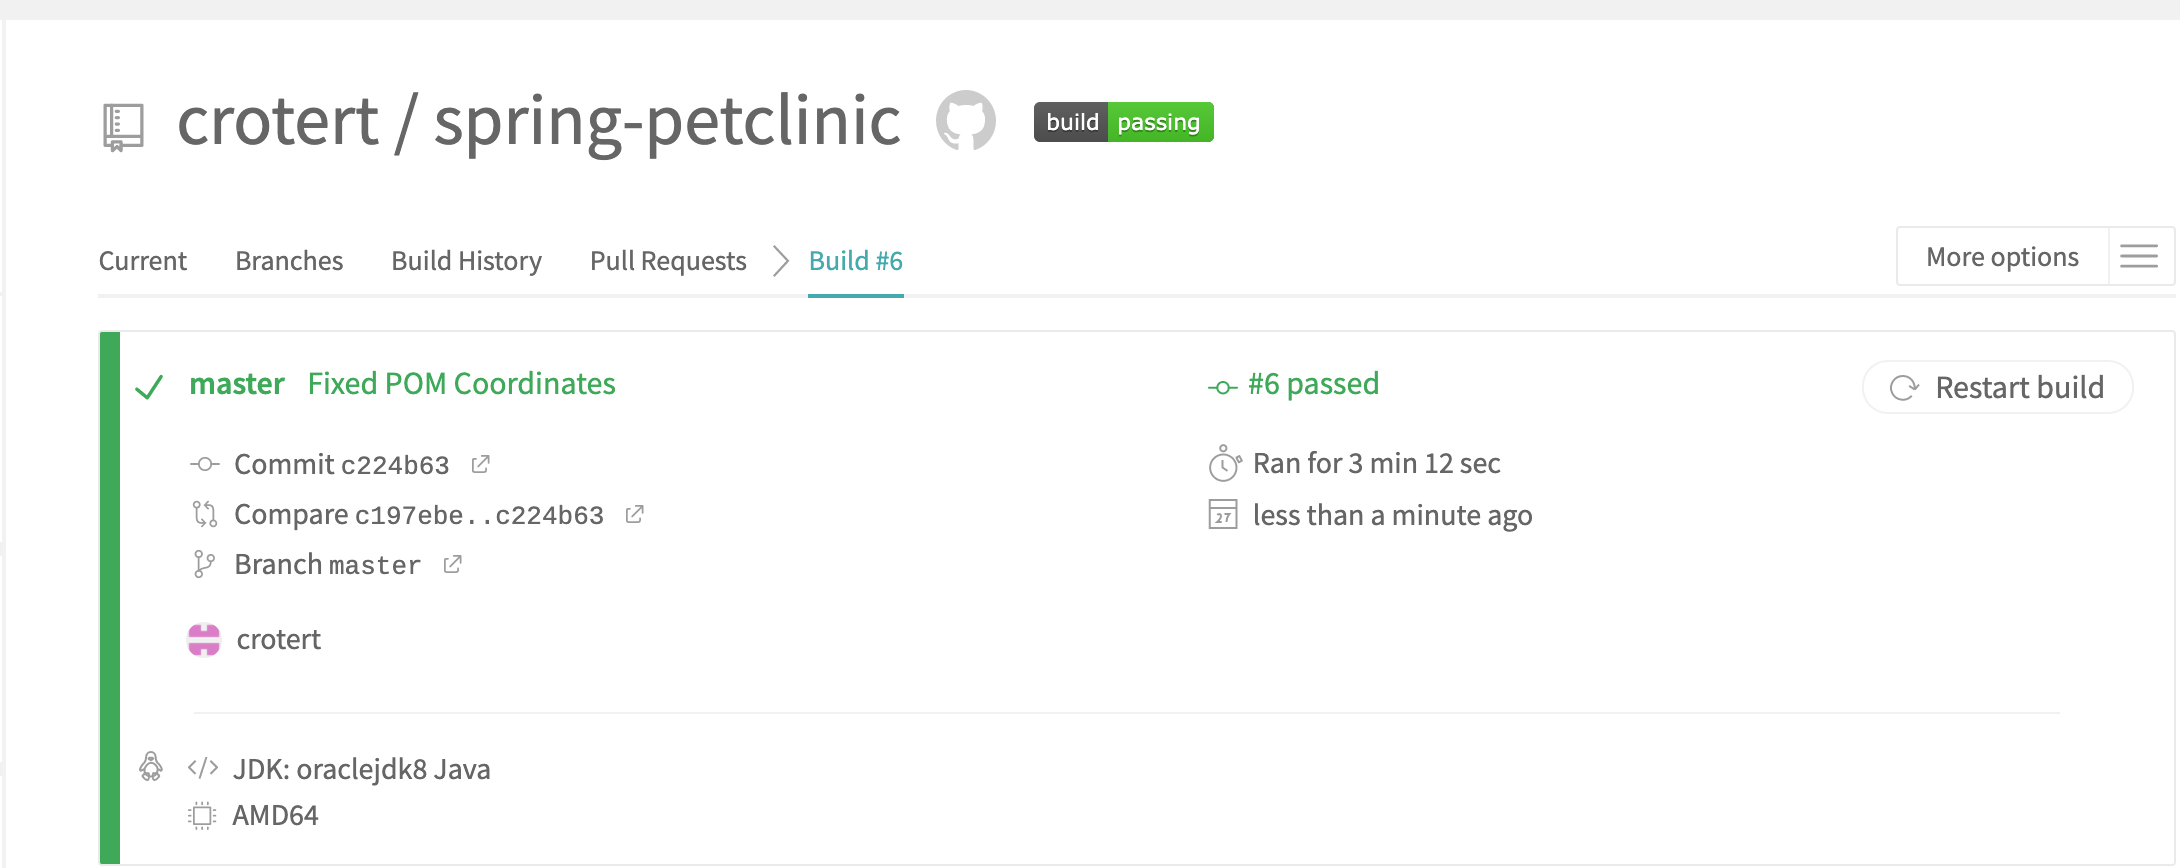 crotert / spring-petclinic build passing
Current Branches Build History Pull Requests Build #6 More options
master Fixed POM Coordinates
Commit c224b63
Compare c197ebe..c224b63
Branch master
crotert
#6 passed
Ran for 3 min 12 sec
27 less than a minute ago
Restart build
JDK: oraclejdk8 Java
AMD64